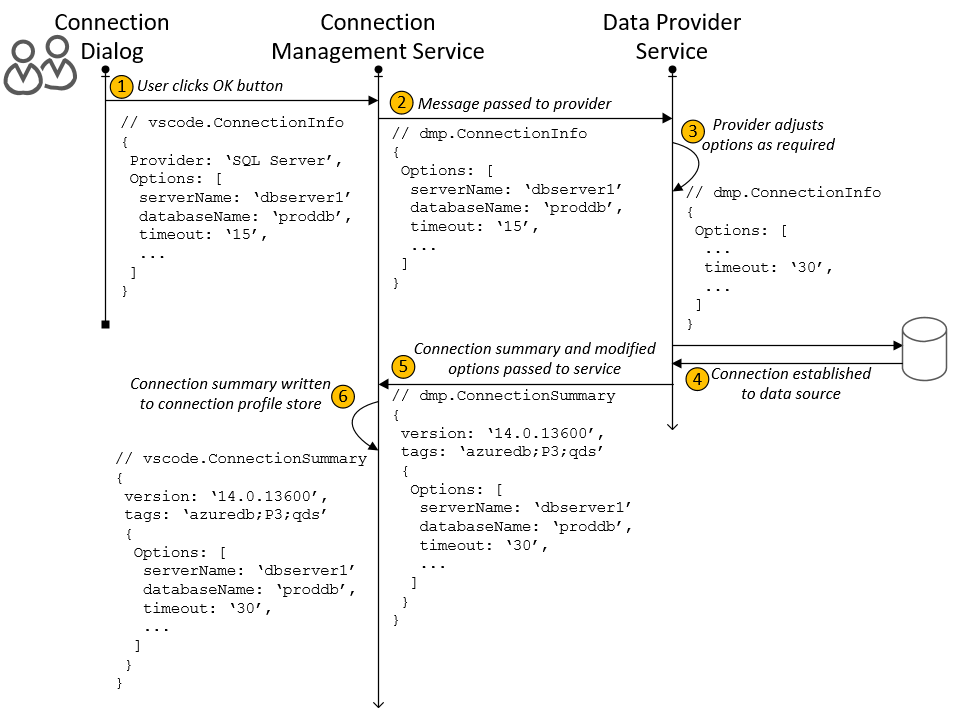 Connection
Dialog
Connection
Management Service
Data Provider
Service
1
User clicks OK button
// vscode.ConnectionInfo
{
Provider: ‘SQL Server’,
Options: [
serverName: ‘dbserver1’
databaseName: ‘proddb’,
timeout: ‘15’,
...
]
}
2
Message passed to provider
// dmp.ConnectionInfo
{
Options: [
serverName: ‘dbserver1’
databaseName: ‘proddb’,
timeout: ‘15’,
...
]
}
3
Provider adjusts
options as required
// dmp.ConnectionInfo
{
Options: [
...
timeout: ‘30’,
...
]
}
4
Connection established
to data source
5
Connection summary and modified
options passed to service
// dmp.ConnectionSummary
{
version: ‘14.0.13600’,
tags: ‘azuredb;P3;qds’
{
Options: [
serverName: ‘dbserver1’
databaseName: ‘proddb’,
timeout: ‘30’,
...
]
}
}
6
Connection summary written
to connection profile store
// vscode.ConnectionSummary
{
version: ‘14.0.13600’,
tags: ‘azuredb;P3;qds’
{
Options: [
serverName: ‘dbserver1’
databaseName: ‘proddb’,
timeout: ‘30’,
...
]
}
}